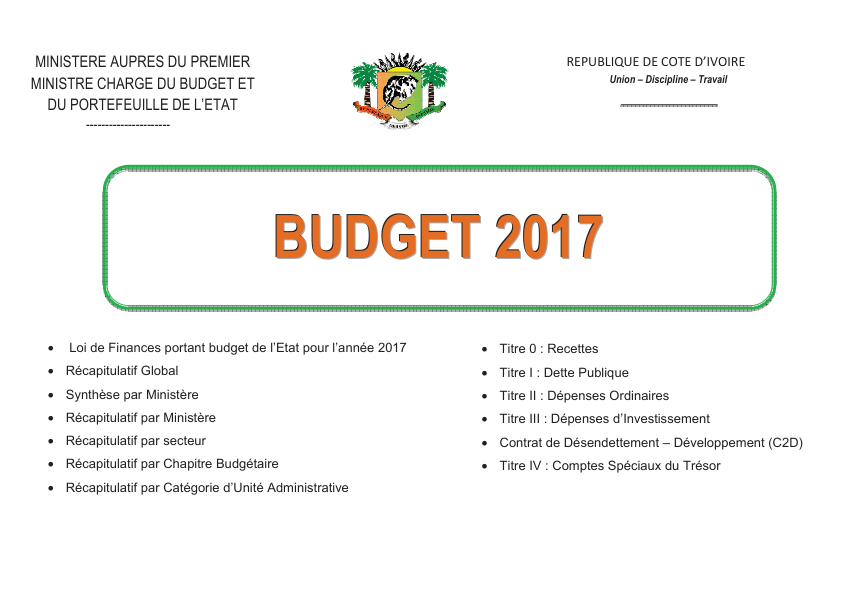 MINISTERE AUPRES DU PREMIER
MINISTRE CHARGE DU BUDGET ET
DU PORTEFEUILLE DE L’ETAT
----------------------
REPUBLIQUE DE COTE D’IVOIRE
Union – Discipline – Travail
BUDGET 2017
• Loi de Finances portant budget de l’Etat pour l’année 2017
• Récapitulatif Global
• Synthèse par Ministère
• Récapitulatif par Ministère
• Récapitulatif par secteur
• Récapitulatif par Chapitre Budgétaire
• Récapitulatif par Catégorie d’Unité Administrative
• Titre 0 : Recettes
• Titre I : Dette Publique
• Titre II : Dépenses Ordinaires
• Titre III : Dépenses d’Investissement
• Contrat de Désendettement – Développement (C2D)
• Titre IV : Comptes Spéciaux du Trésor